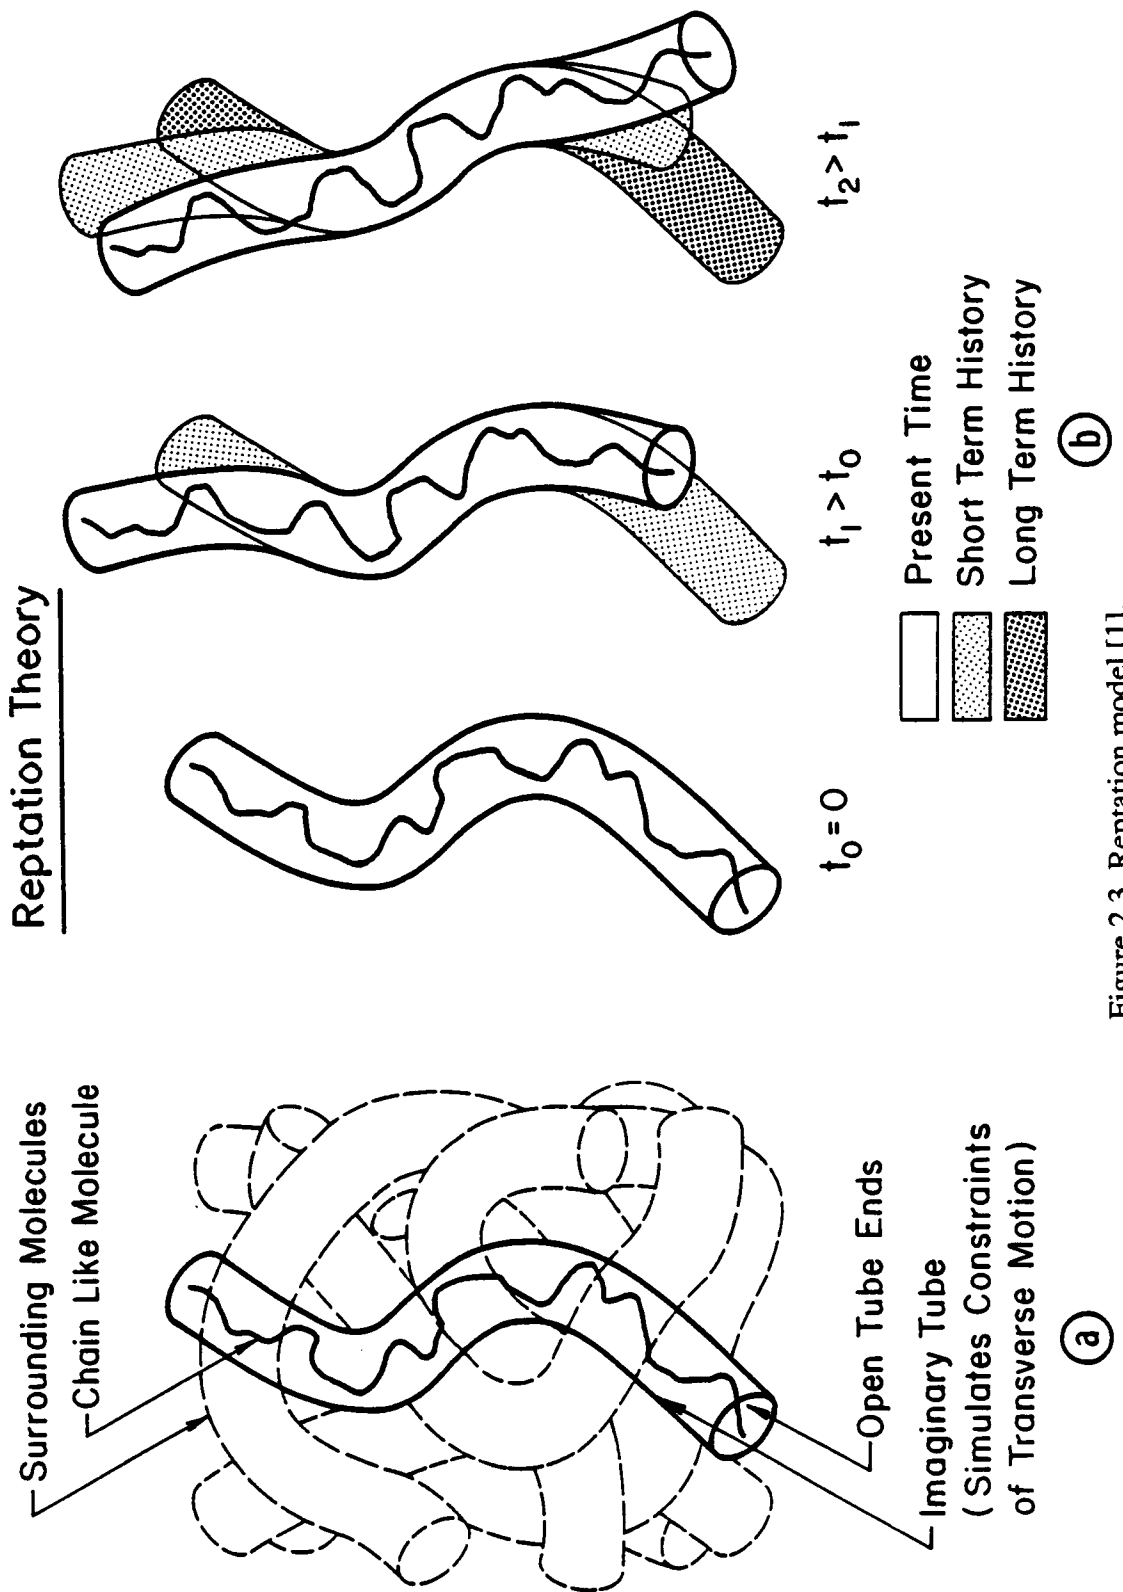 Reptation Theory
Surrounding Molecules
Chain Like Molecule
Open Tube Ends
Imaginary Tube
(Simulates Constraints
of Transverse Motion)
a
t₀ = 0
t₁ > t₀
t₂ > t₁
Present Time
Short Term History
Long Term History
b
Figure 2.3 Reptation model [1].